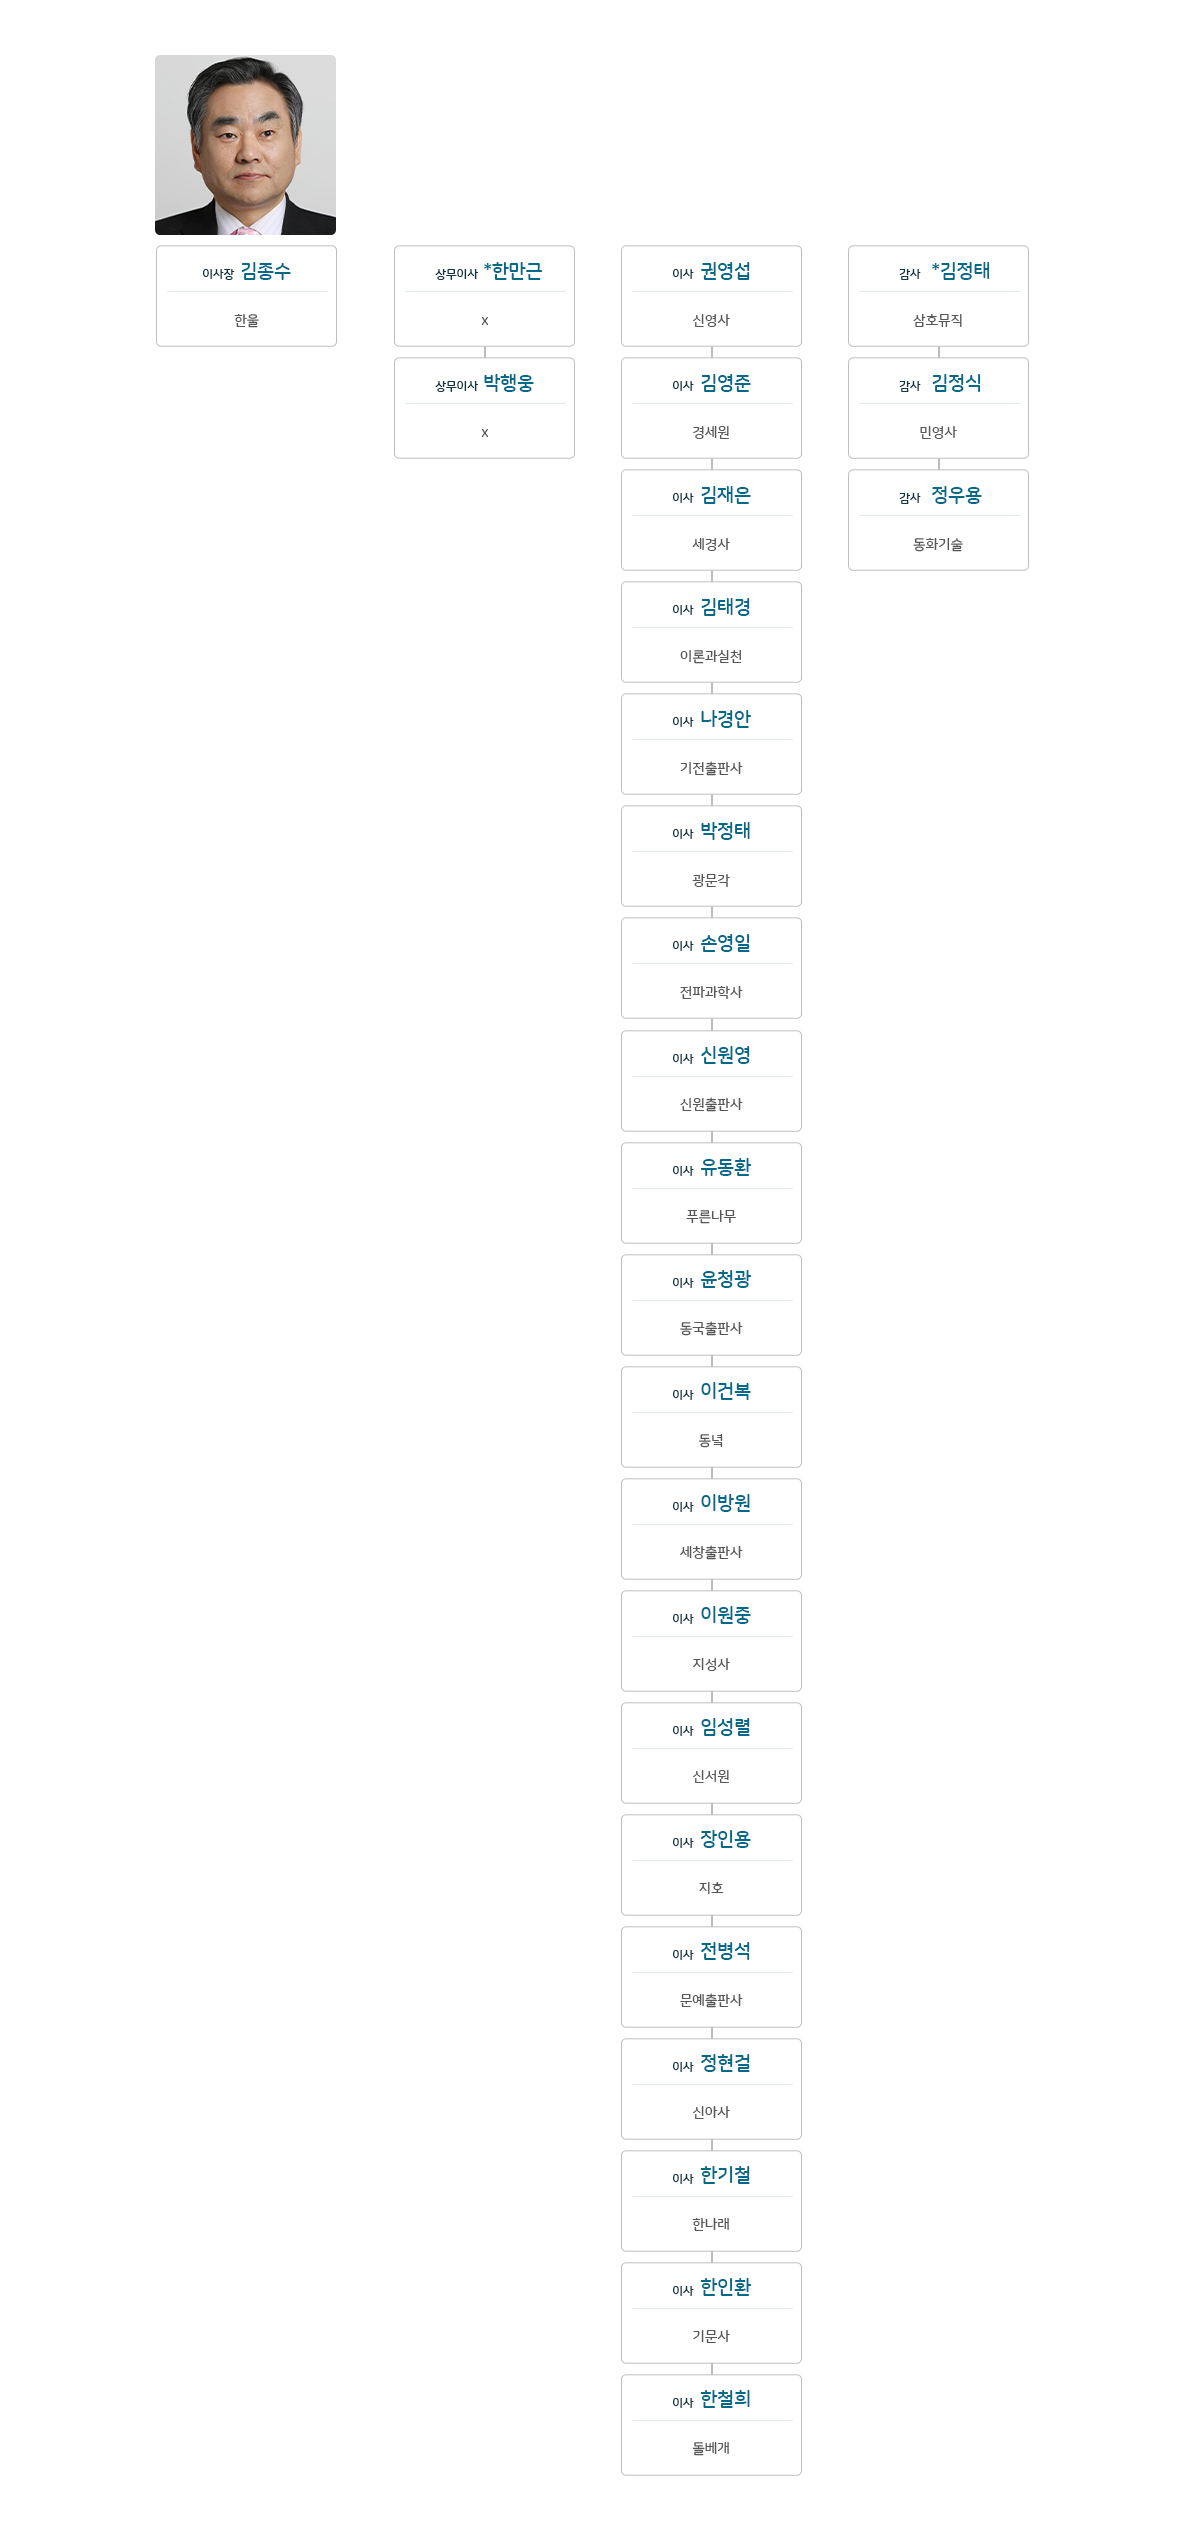 이사장 김종수
한울
상무이사 *한만근
x
상무이사 박행웅
x
이사 권영섭
신영사
이사 김영준
경세원
이사 김재은
세경사
이사 김태경
이론과실천
이사 나경안
기전출판사
이사 박정태
광문각
이사 손영일
전파과학사
이사 신원영
신원출판사
이사 유동환
푸른나무
이사 윤청광
동국출판사
이사 이건복
동녘
이사 이방원
세창출판사
이사 이원중
지성사
이사 임성렬
신서원
이사 장인용
지호
이사 전병석
문예출판사
이사 정현걸
신아사
이사 한기철
한나래
이사 한인환
기문사
이사 한철희
돌베개
감사 *김정태
삼호뮤직
감사 김정식
민영사
감사 정우용
동화기술